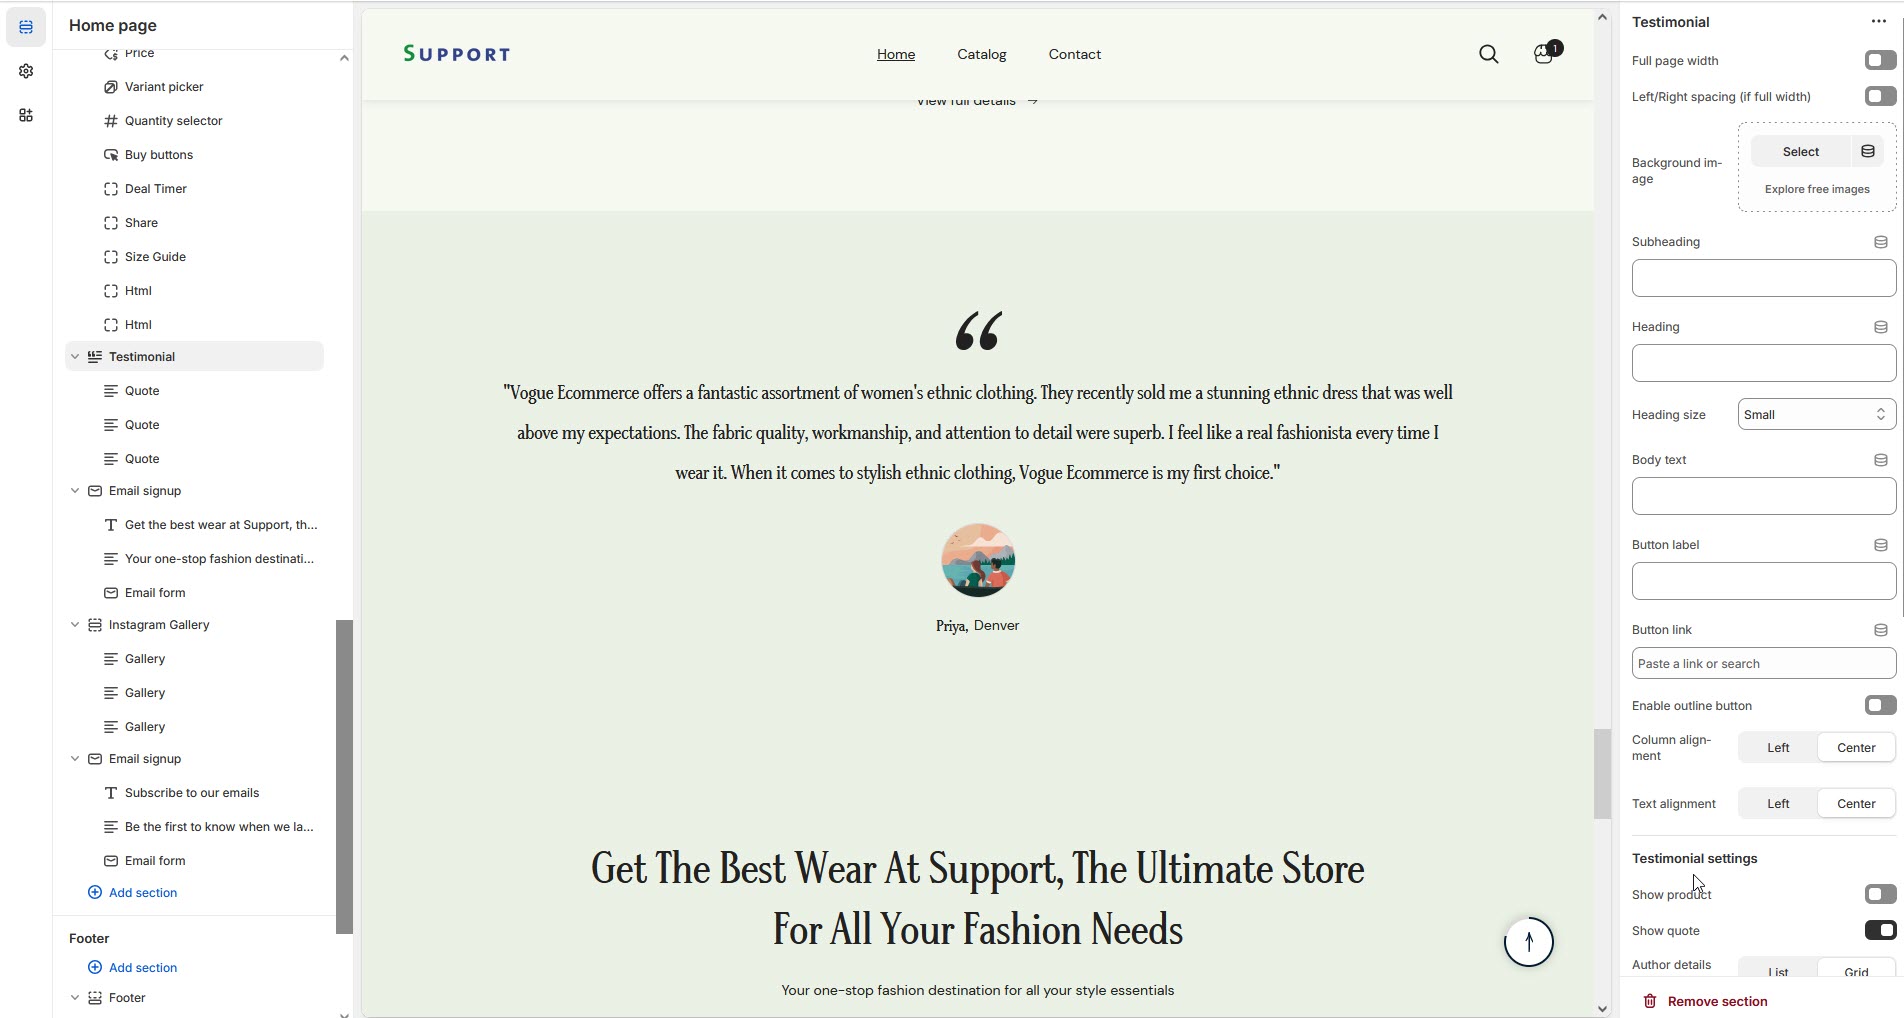 Home page
Price
Variant picker
Quantity selector
Buy buttons
Deal Timer
Share
Size Guide
Html
Html
Testimonial
Quote
Quote
Quote
Email signup
Get the best wear at Support, th...
Your one-stop fashion destinati...
Email form
Instagram Gallery
Gallery
Gallery
Gallery
Email signup
Subscribe to our emails
Be the first to know when we la...
Email form
Add section
Footer
Add section
Footer
SUPPORT
Home Catalog Contact
1
View full details →
"Vogue Ecommerce offers a fantastic assortment of women's ethnic clothing. They recently sold me a stunning ethnic dress that was well
above my expectations. The fabric quality, workmanship, and attention to detail were superb. I feel like a real fashionista every time I
wear it. When it comes to stylish ethnic clothing, Vogue Ecommerce is my first choice."
Priya, Denver
Get The Best Wear At Support, The Ultimate Store
For All Your Fashion Needs
Your one-stop fashion destination for all your style essentials
Testimonial
Full page width
Left/Right spacing (if full width)
Background im-
age
Select
Explore free images
Subheading
Heading
Heading size Small
Body text
Button label
Button link
Paste a link or search
Enable outline button
Column align-
ment
Left Center
Text alignment Left Center
Testimonial settings
Show product
Show quote
Author details List Grid
Remove section